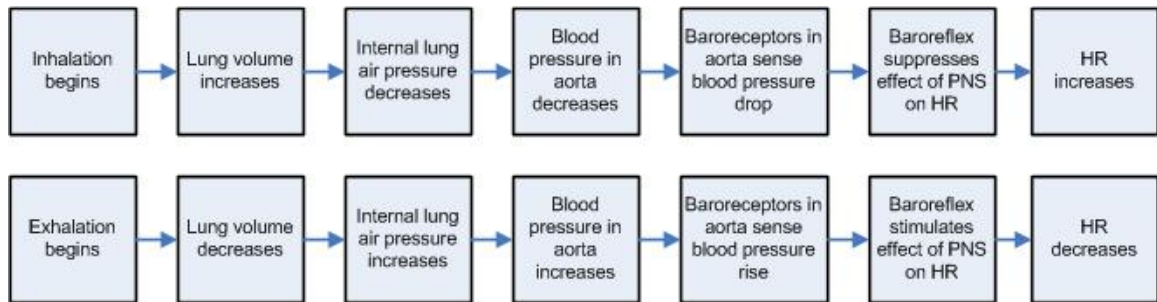 Inhalation
begins
Lung volume
increases
Internal lung
air pressure
decreases
Blood
pressure in
aorta
decreases
Baroreceptors in
aorta sense
blood pressure
drop
Baroreflex
suppresses
effect of PNS
on HR
HR
increases
Exhalation
begins
Lung volume
decreases
Internal lung
air pressure
increases
Blood
pressure in
aorta
increases
Baroreceptors in
aorta sense
blood pressure
rise
Baroreflex
stimulates
effect of PNS
on HR
HR
decreases